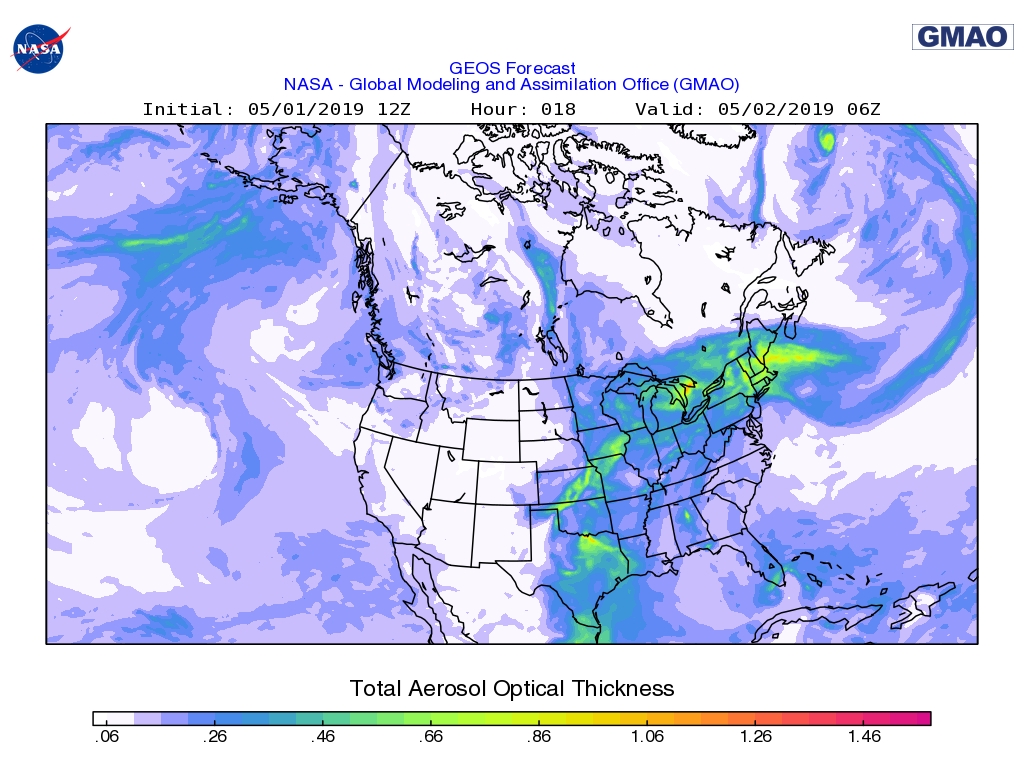 NASA
GMAO
GEOS Forecast
NASA - Global Modeling and Assimilation Office (GMAO)
Initial: 05/01/2019 12Z Hour: 018 Valid: 05/02/2019 06Z
Total Aerosol Optical Thickness
.06 .26 .46 .66 .86 1.06 1.26 1.46